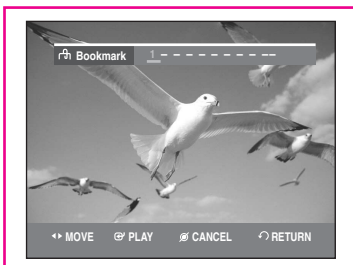 Bookmark 1 – – – – – – – – – –
MOVE PLAY CANCEL RETURN